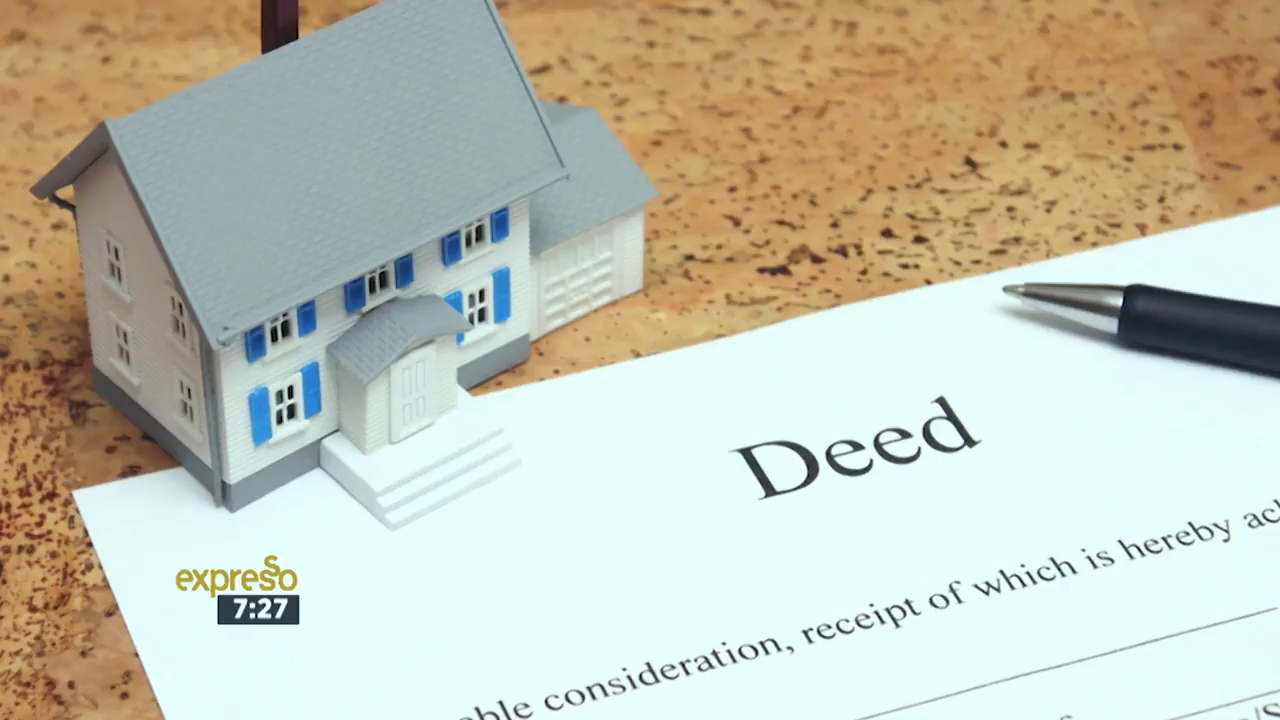 Deed
consideration, receipt of which is hereby
expresso
7:27